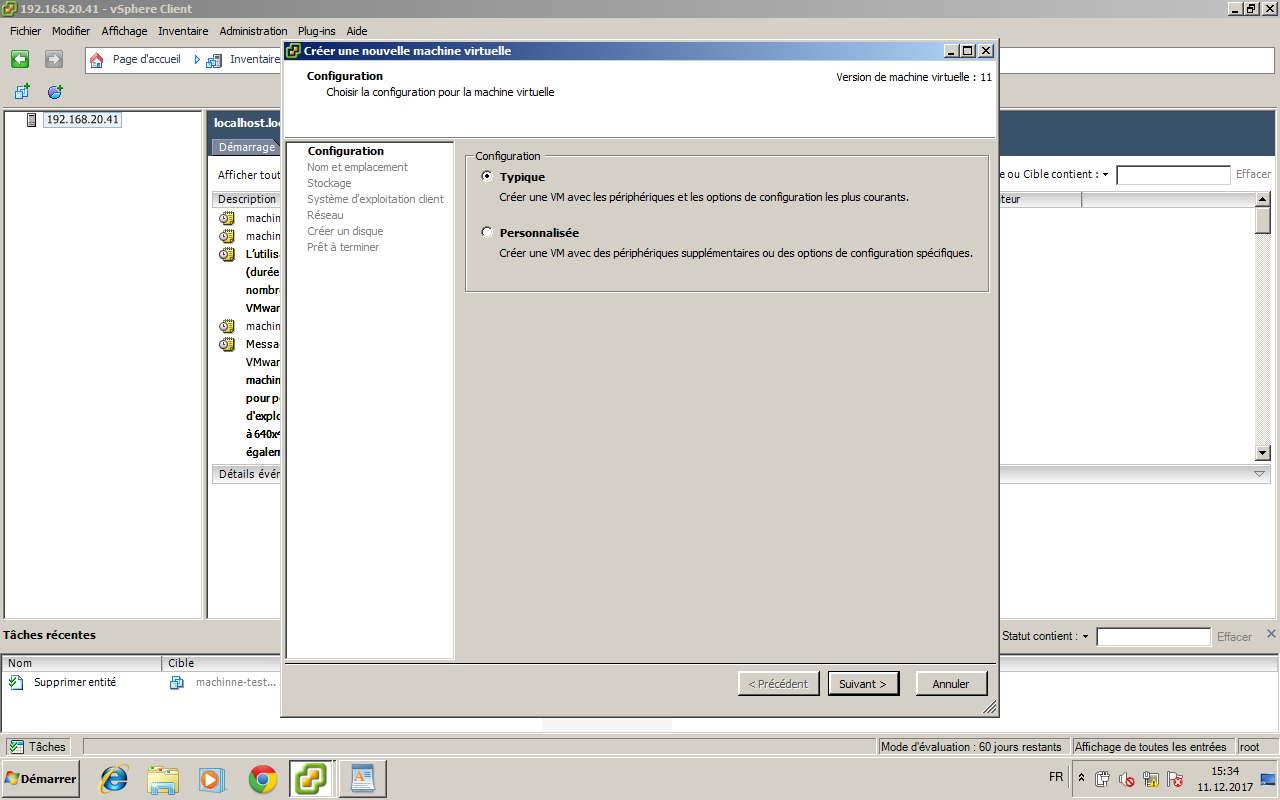 192.168.20.41 - vSphere Client
Fichier Modifier Affichage Inventaire Administration Plug-ins Aide
Page d'accueil Inventaire
192.168.20.41
localhost.loc
Démarrage
Afficher tout
e ou Cible contient : Effacer
Description
teur
machin
machin
L'utilisa
(durée
nombre
VMwar
machin
Messa
VMwar
machin
pour p
d'explo
à 640x4
égalem
Détails évén
Créer une nouvelle machine virtuelle
Configuration
Version de machine virtuelle : 11
Choisir la configuration pour la machine virtuelle
Configuration
Nom et emplacement
Stockage
Système d'exploitation client
Réseau
Créer un disque
Prêt à terminer
Configuration
Typique
Créer une VM avec les périphériques et les options de configuration les plus courants.
Personnalisée
Créer une VM avec des périphériques supplémentaires ou des options de configuration spécifiques.
< Précédent Suivant > Annuler
Tâches récentes
Statut contient : Effacer
Nom Cible
Supprimer entité machinne-test...
Tâches
Mode d'évaluation : 60 jours restants Affichage de toutes les entrées root
Démarrer
FR
15:34
11.12.2017